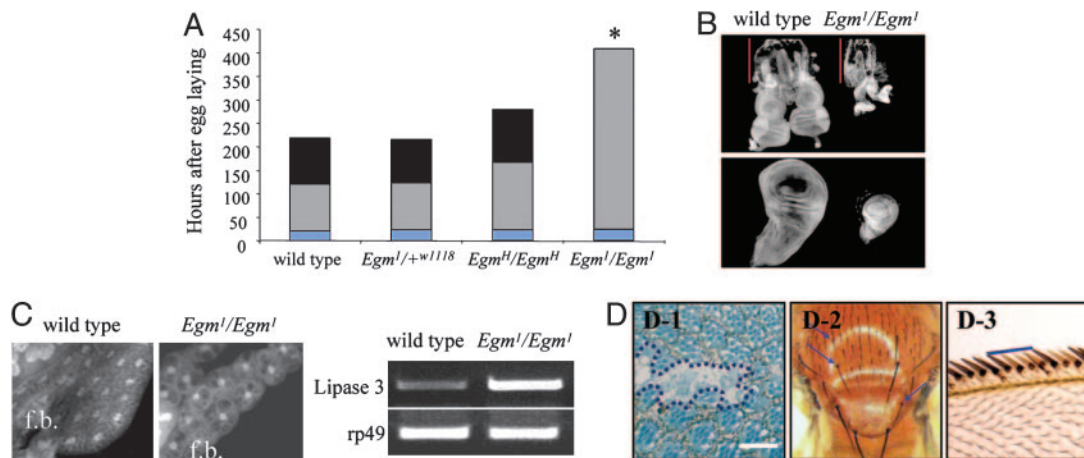 A
Hours after egg laying
450
400
350
300
250
200
150
100
50
0
*
wild type
Egm¹/+ʷ¹¹¹⁸
Egmᴴ/Egmᴴ
Egm¹/Egm¹
B
wild type Egm¹/Egm¹
C
wild type
Egm¹/Egm¹
f.b.
f.b.
wild type Egm¹/Egm¹
Lipase 3
rp49
D
D-1
D-2
D-3